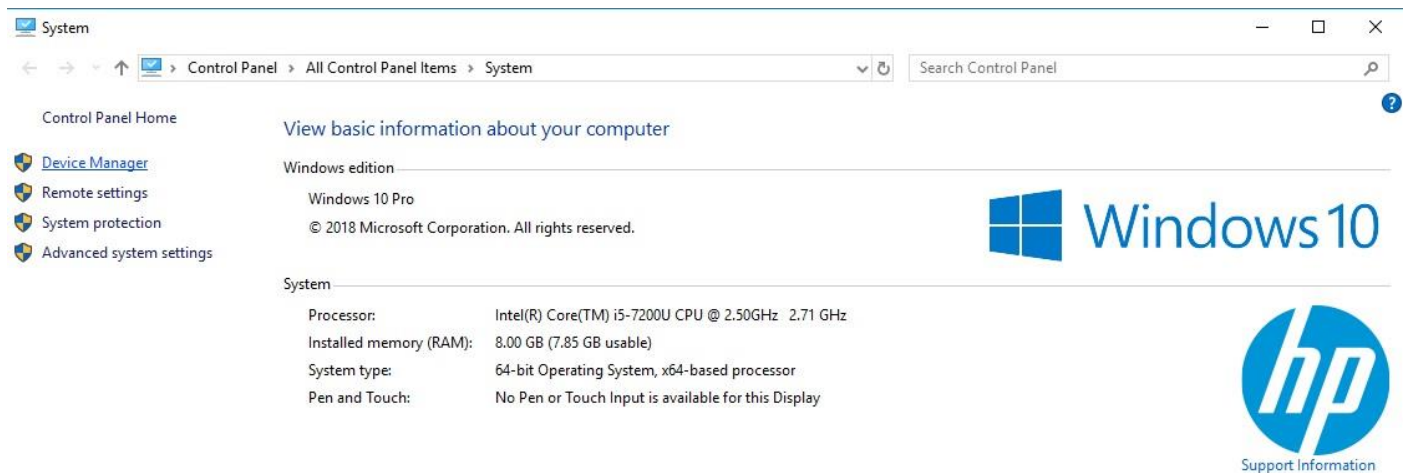 System
Control Panel > All Control Panel Items > System
Search Control Panel
?
Control Panel Home
Device Manager
Remote settings
System protection
Advanced system settings
View basic information about your computer
Windows edition
Windows 10 Pro
© 2018 Microsoft Corporation. All rights reserved.
Windows 10
System
Processor: Intel(R) Core(TM) i5-7200U CPU @ 2.50GHz 2.71 GHz
Installed memory (RAM): 8.00 GB (7.85 GB usable)
System type: 64-bit Operating System, x64-based processor
Pen and Touch: No Pen or Touch Input is available for this Display
hp
Support Information